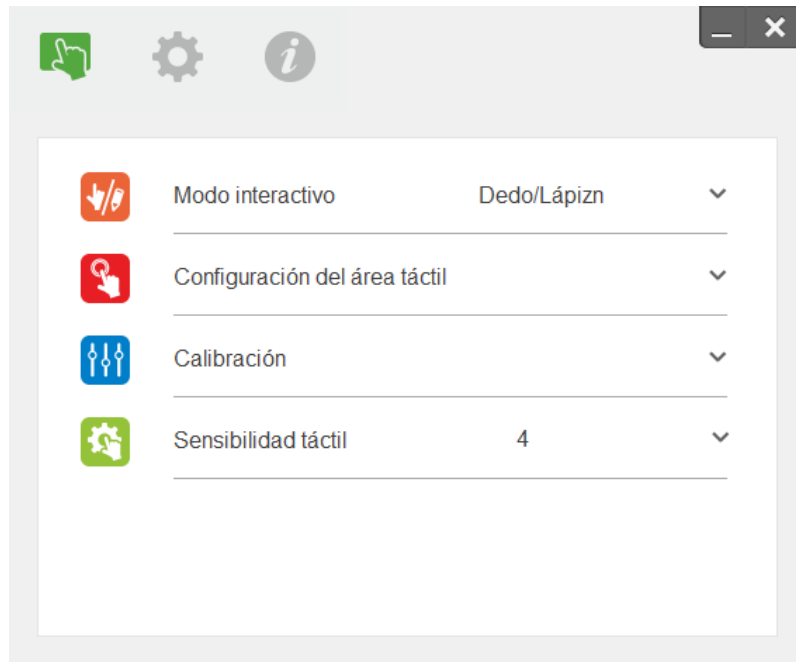 Modo interactivo Dedo/Lápizn
Configuración del área táctil
Calibración
Sensibilidad táctil 4